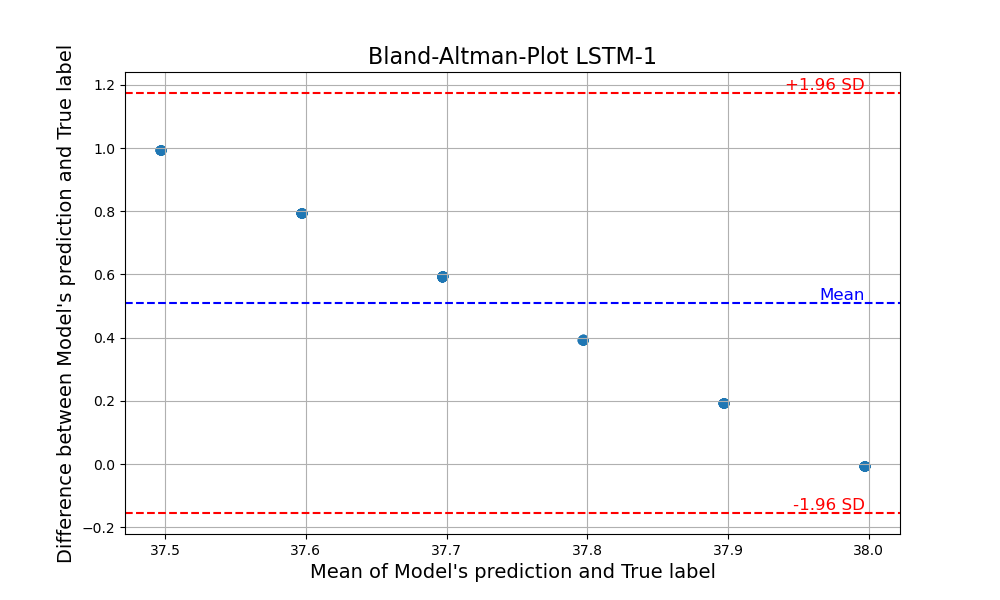 Bland-Altman-Plot LSTM-1
Difference between Model's prediction and True label
1.2
1.0
0.8
0.6
0.4
0.2
0.0
−0.2
+1.96 SD
Mean
-1.96 SD
37.5 37.6 37.7 37.8 37.9 38.0
Mean of Model's prediction and True label